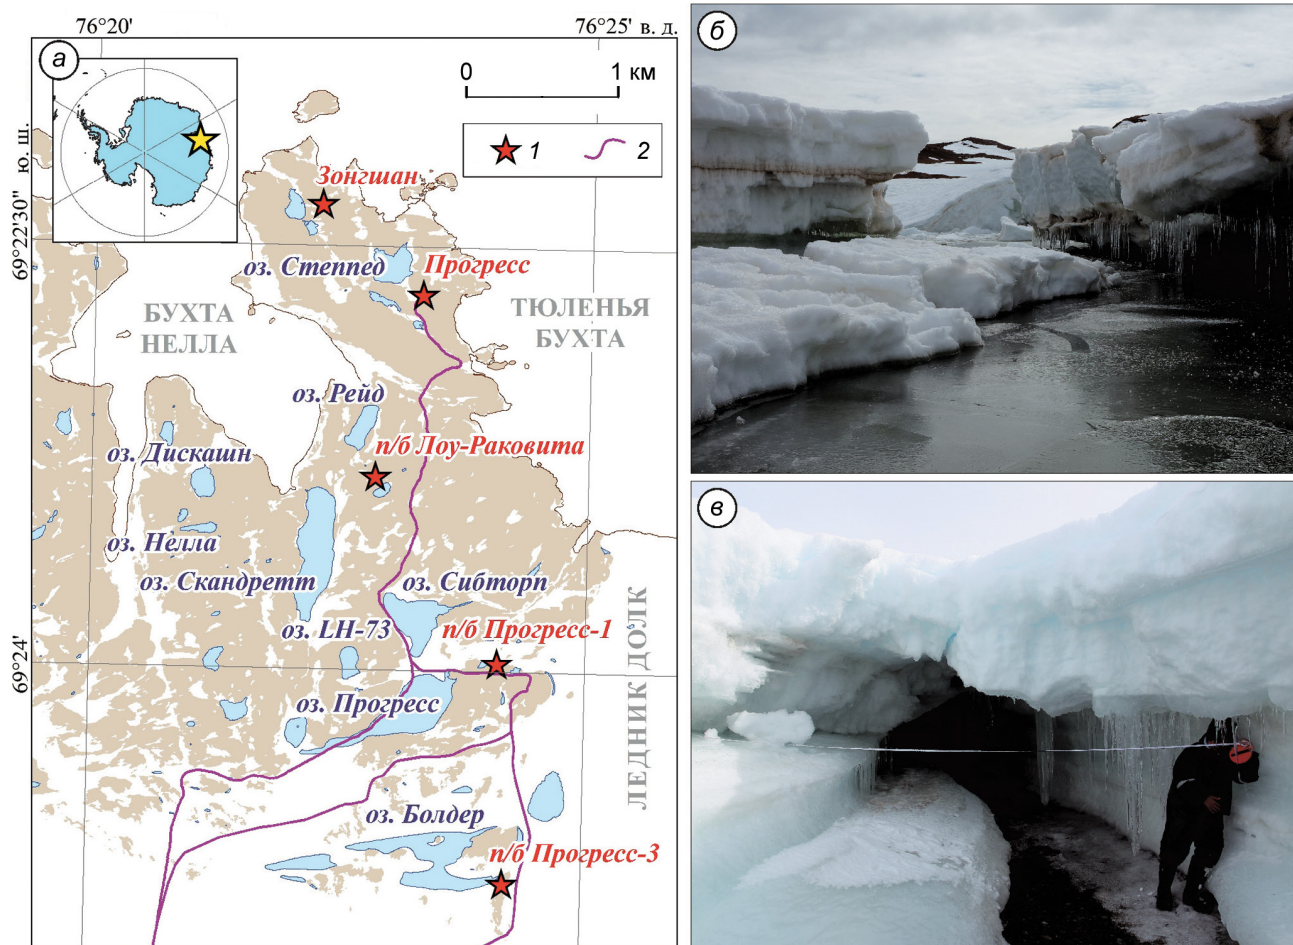 76°20'
76°25' в. д.
а
0
1 км
ю. ш.
1
2
Зонгшан
69°22'30"
оз. Степпед
Прогресс
БУХТА
НЕЛЛА
ТЮЛЕНЬЯ
БУХТА
оз. Рейд
п/б Лоу-Раковита
оз. Дискашн
оз. Нелла
оз. Скандретт
оз. Сибторп
оз. LH-73
п/б Прогресс-1
69°24'
оз. Прогресс
ЛЕДНИК ДОЛК
оз. Болдер
п/б Прогресс-3
б
в